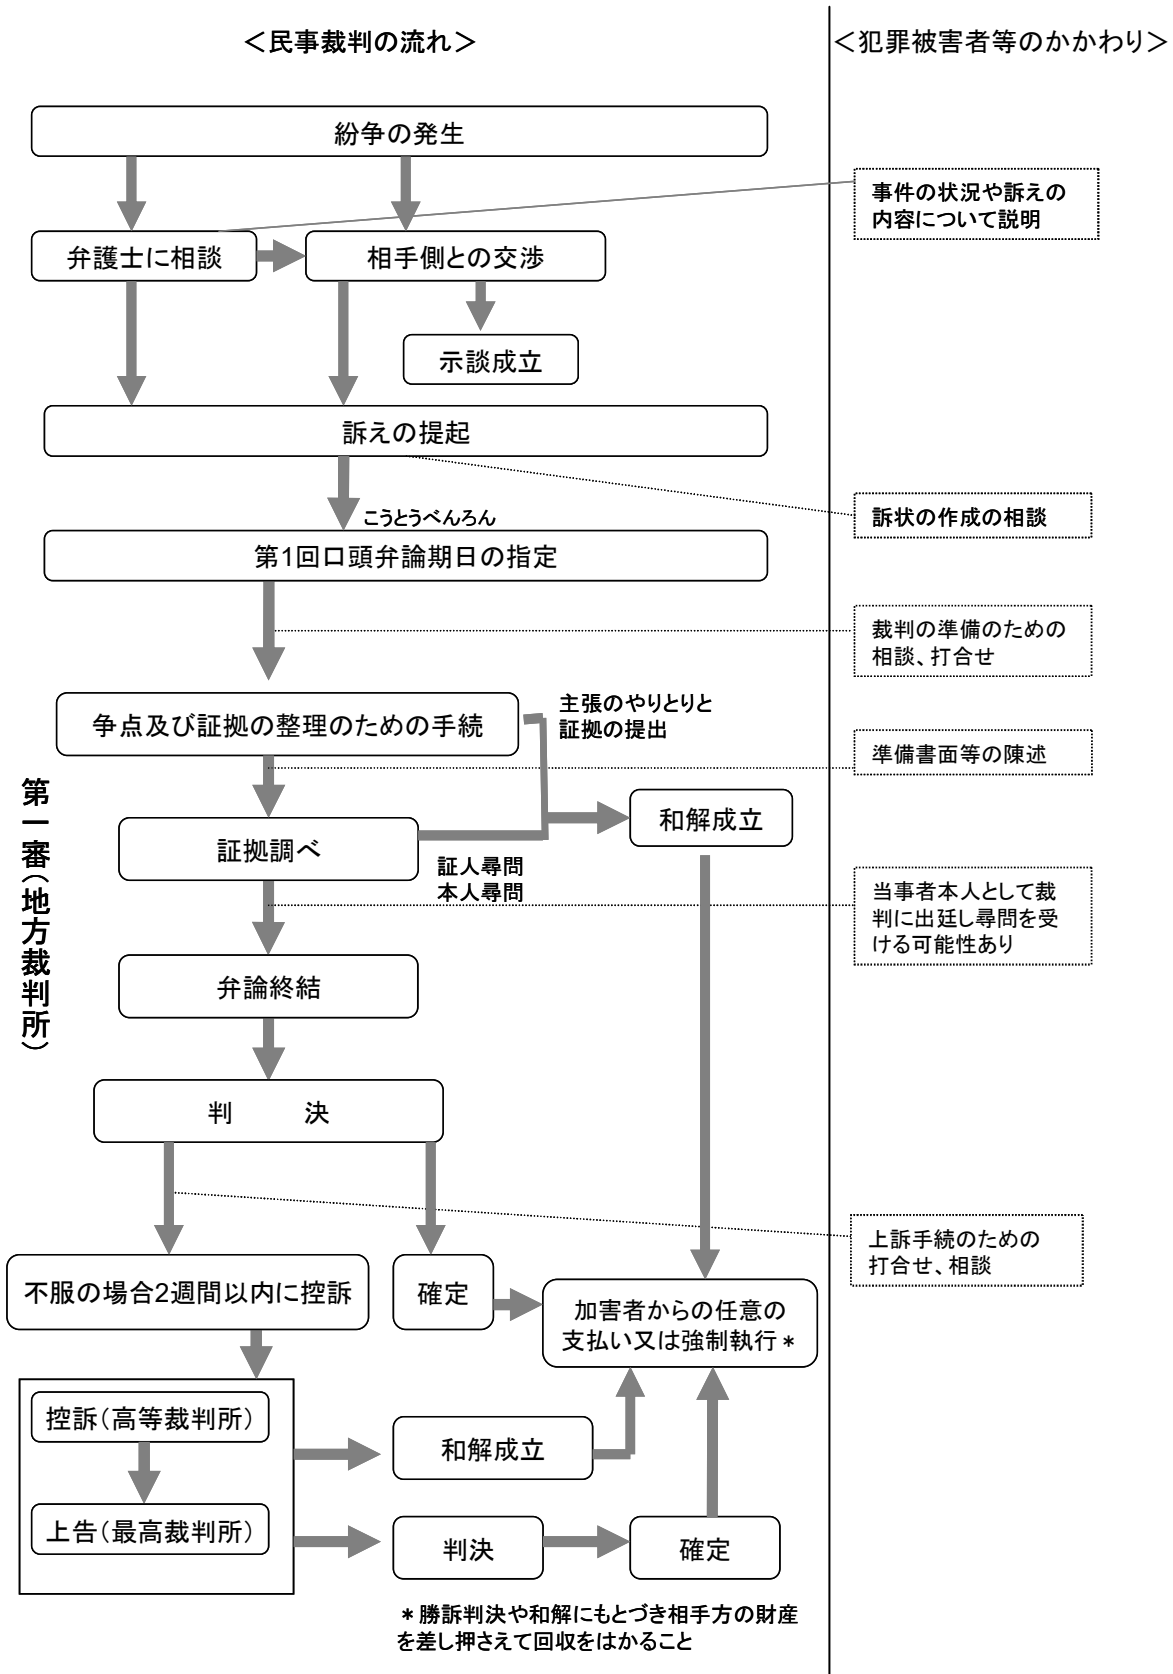 ＜民事裁判の流れ＞
＜犯罪被害者等のかかわり＞
紛争の発生
事件の状況や訴えの
内容について説明
弁護士に相談
相手側との交渉
示談成立
訴えの提起
訴状の作成の相談
こうとうべんろん
第1回口頭弁論期日の指定
裁判の準備のための
相談、打合せ
争点及び証拠の整理のための手続
主張のやりとりと
証拠の提出
準備書面等の陳述
第一審（地方裁判所）
和解成立
証拠調べ
証人尋問
本人尋問
当事者本人として裁
判に出廷し尋問を受
ける可能性あり
弁論終結
判　　決
上訴手続のための
打合せ、相談
不服の場合2週間以内に控訴
確定
加害者からの任意の
支払い又は強制執行＊
控訴（高等裁判所）
和解成立
上告（最高裁判所）
判決
確定
＊勝訴判決や和解にもとづき相手方の財産
を差し押さえて回収をはかること